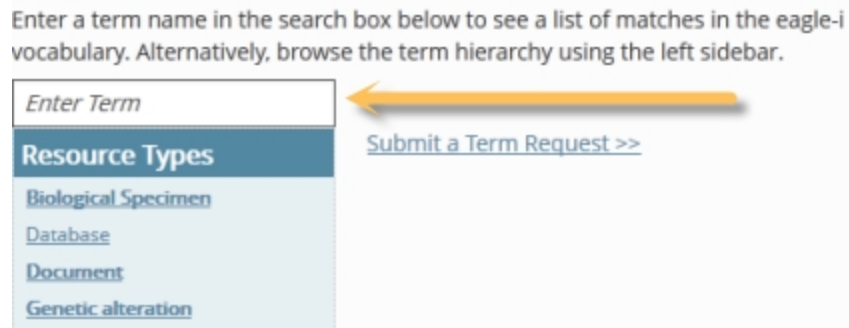 Enter a term name in the search box below to see a list of matches in the eagle-i
vocabulary. Alternatively, browse the term hierarchy using the left sidebar.
Enter Term
Submit a Term Request >>
Resource Types
Biological Specimen
Database
Document
Genetic alteration